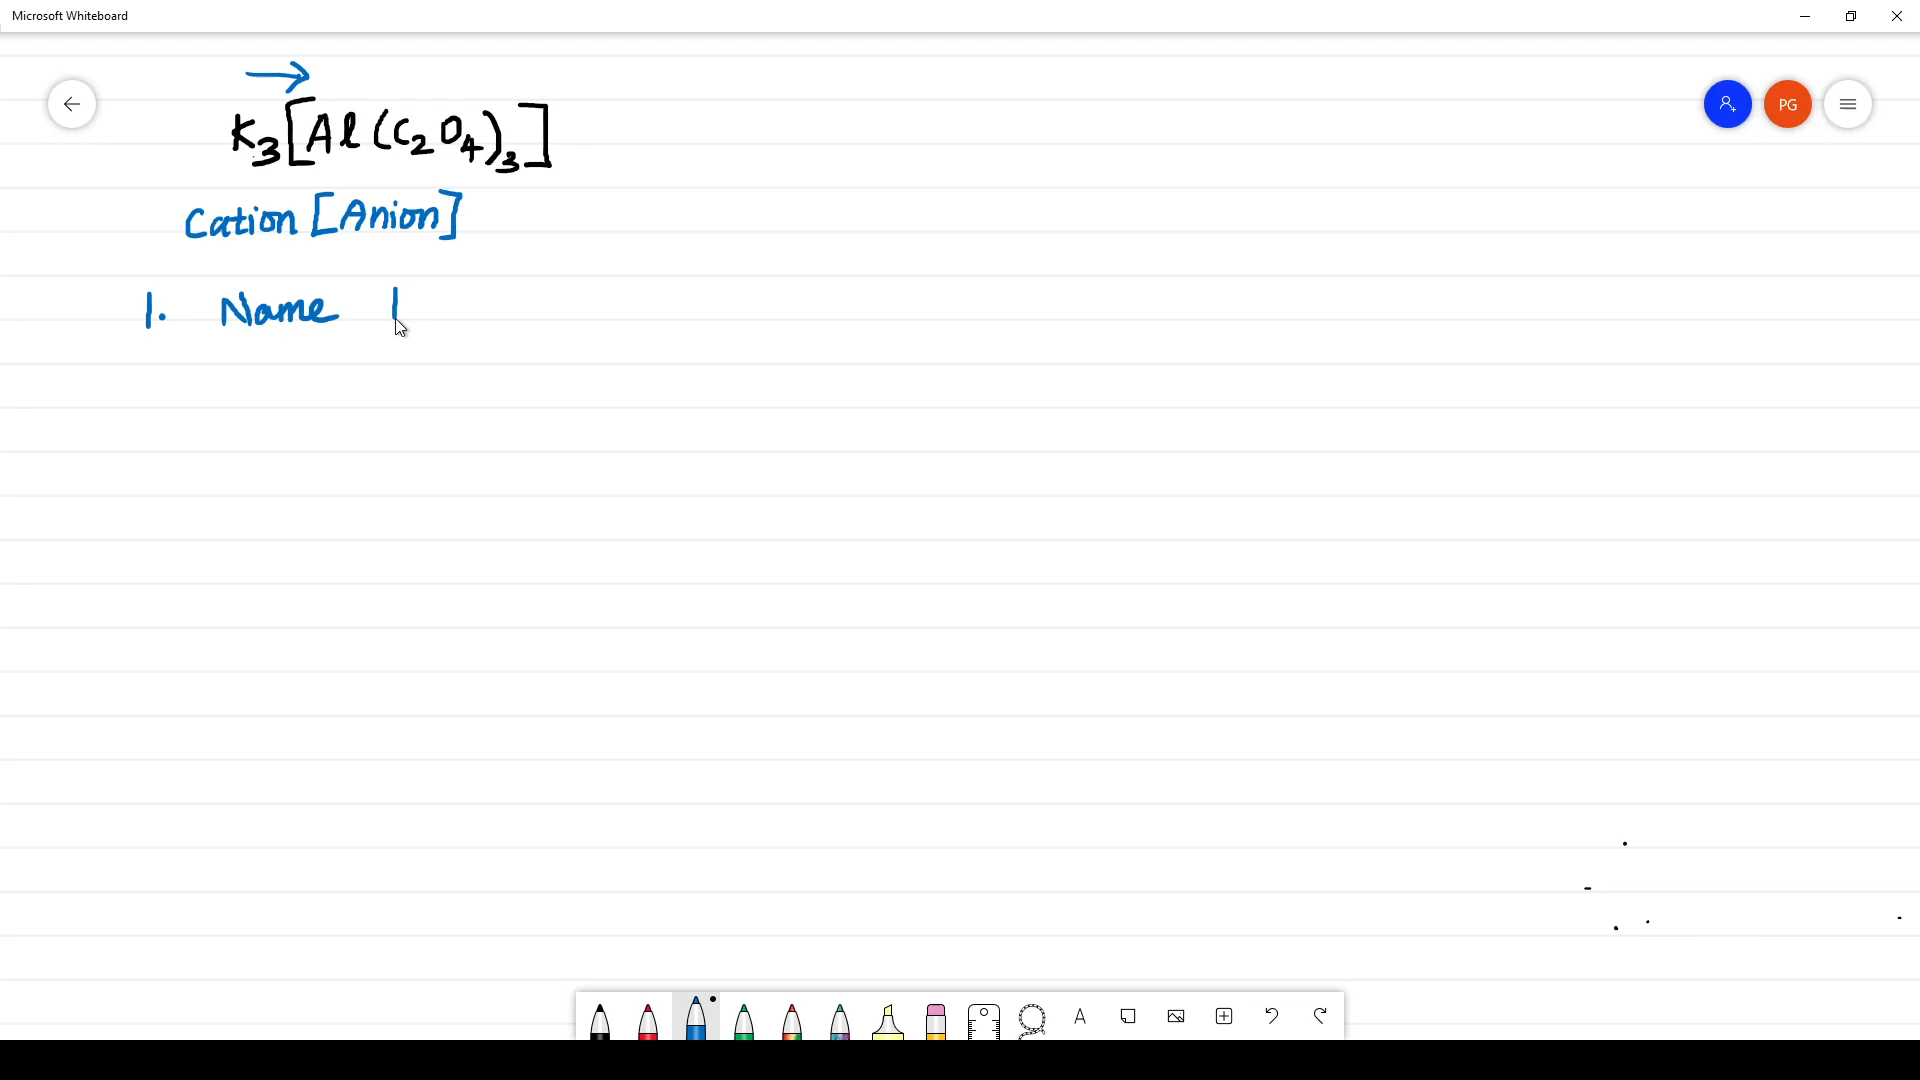 Microsoft Whiteboard
K₃[Al(C₂O₄)₃]
PG
Cation [Anion]
1. Name